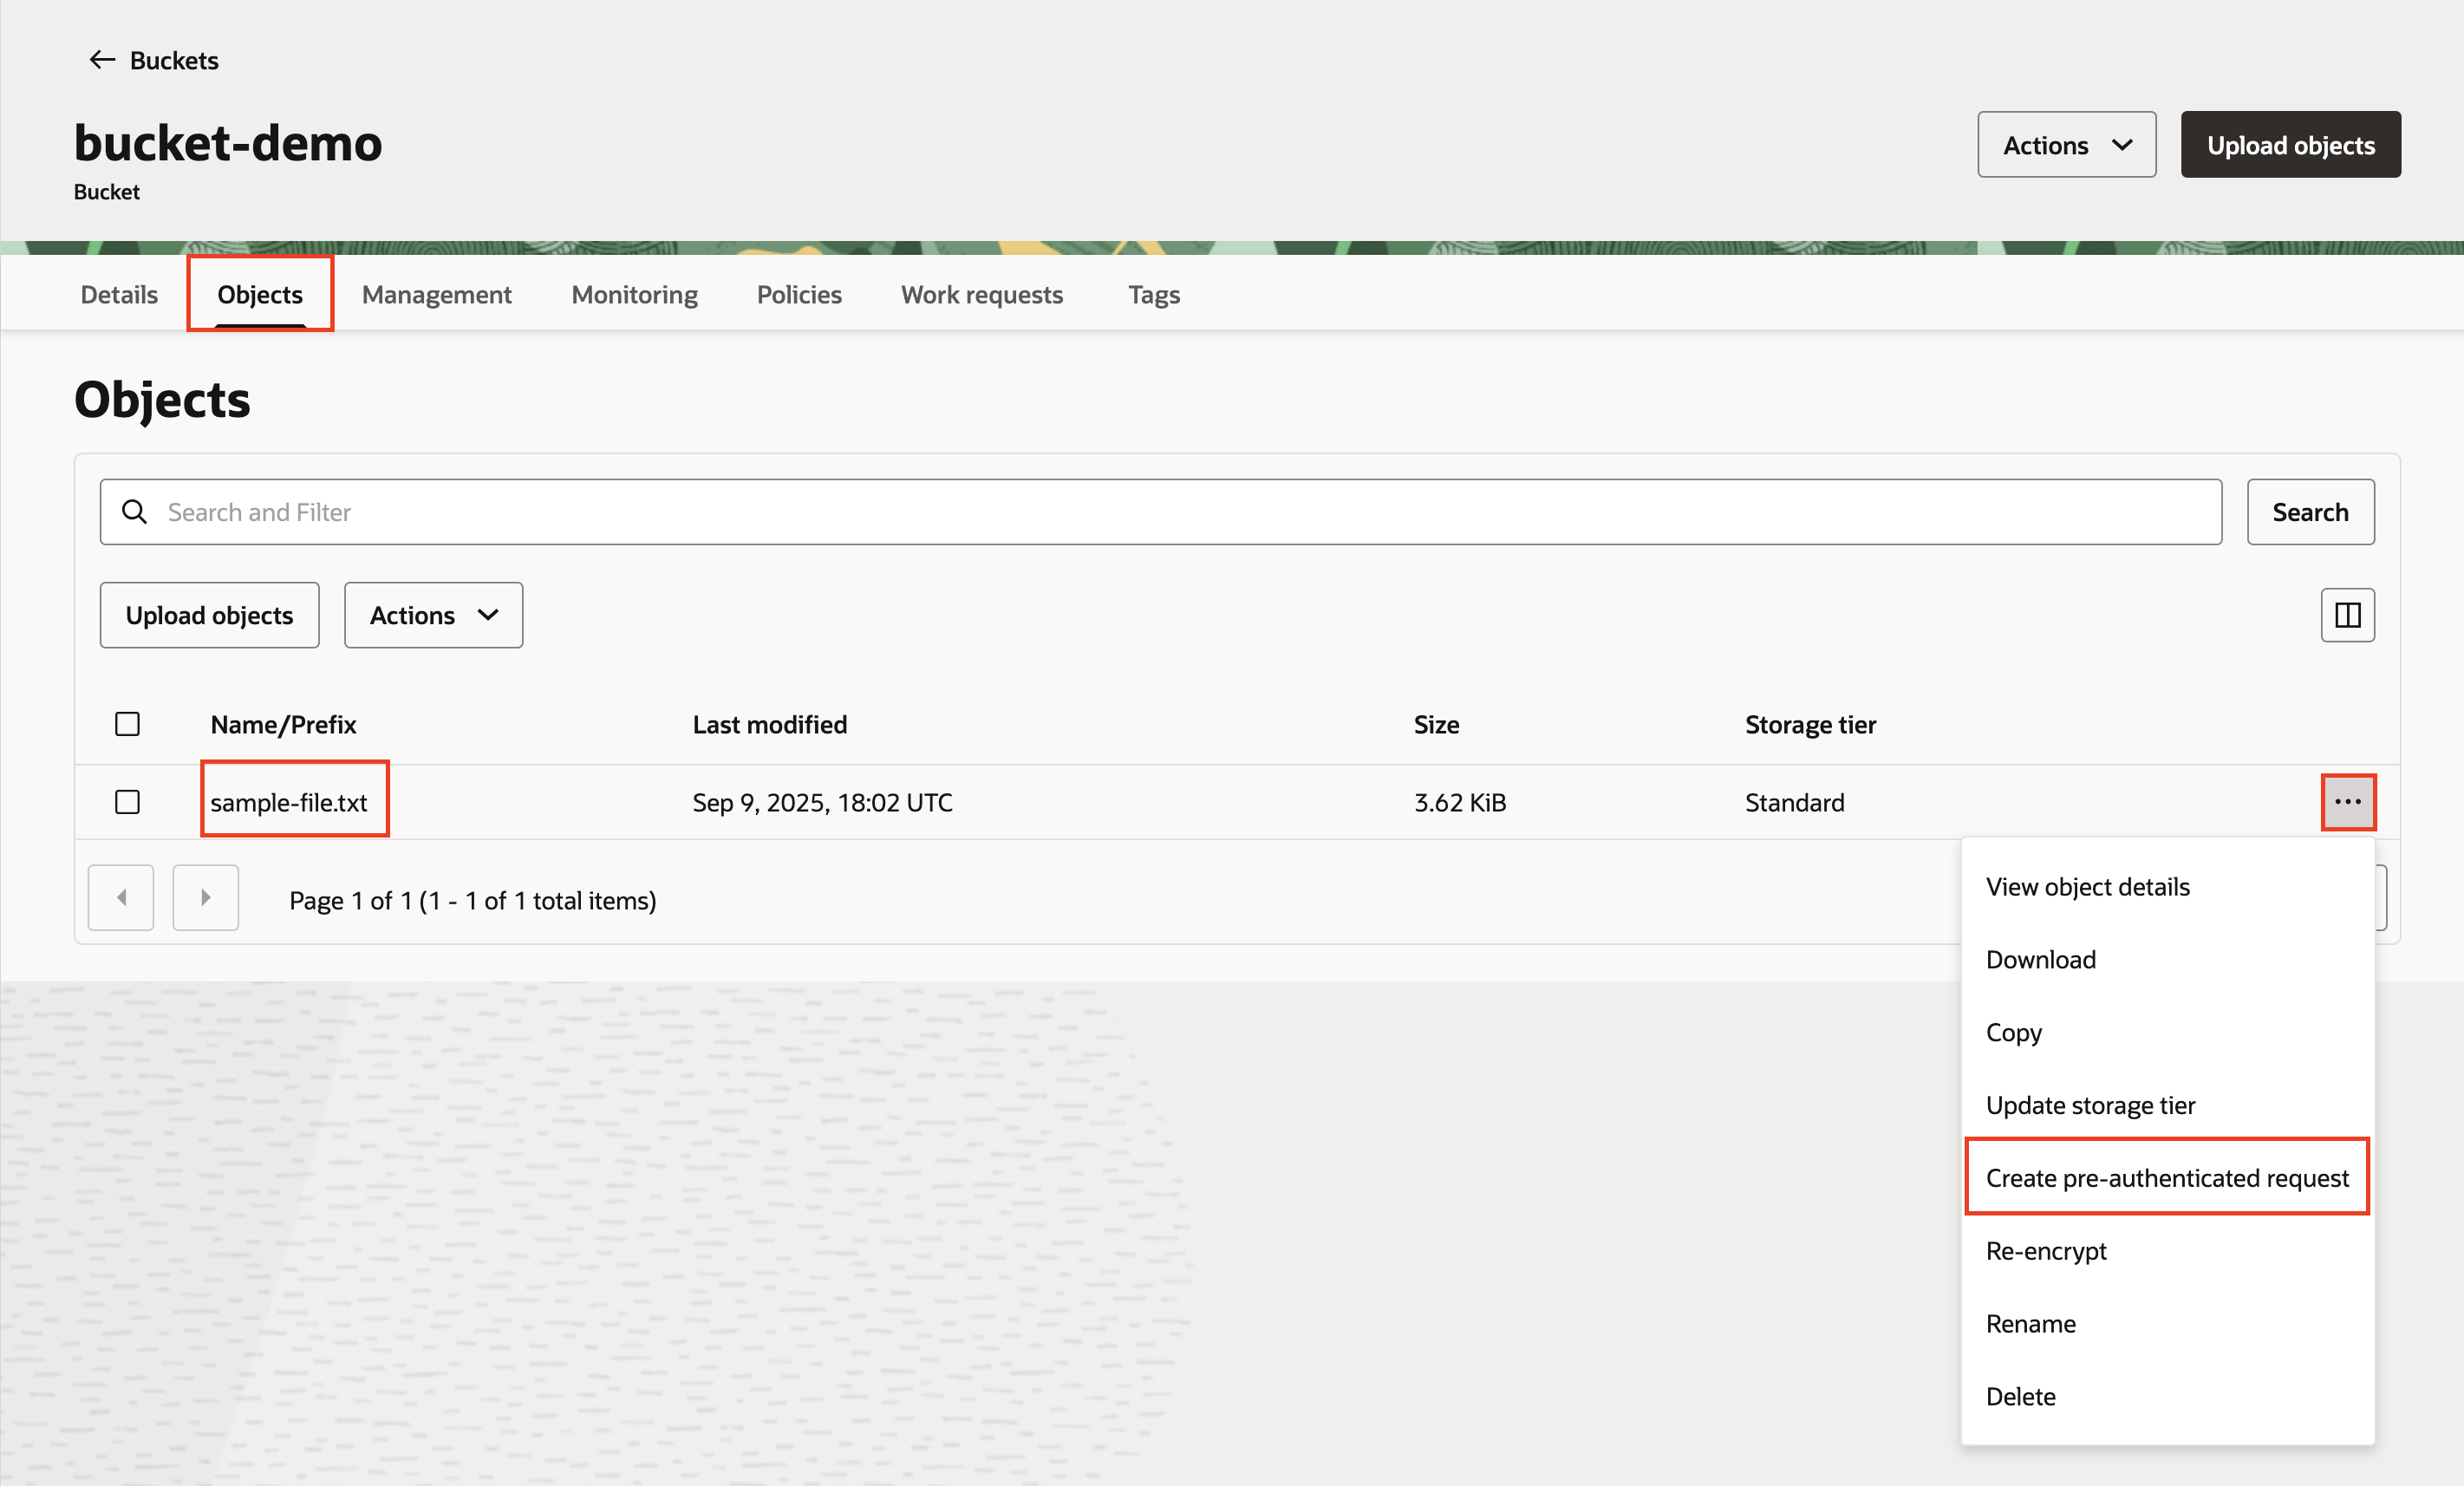 Buckets
bucket-demo
Bucket
Actions
Upload objects
Details Objects Management Monitoring Policies Work requests Tags
Objects
Search and Filter
Search
Upload objects Actions
Name/Prefix Last modified Size Storage tier
sample-file.txt Sep 9, 2025, 18:02 UTC 3.62 KiB Standard
Page 1 of 1 (1 - 1 of 1 total items)
View object details
Download
Copy
Update storage tier
Create pre-authenticated request
Re-encrypt
Rename
Delete